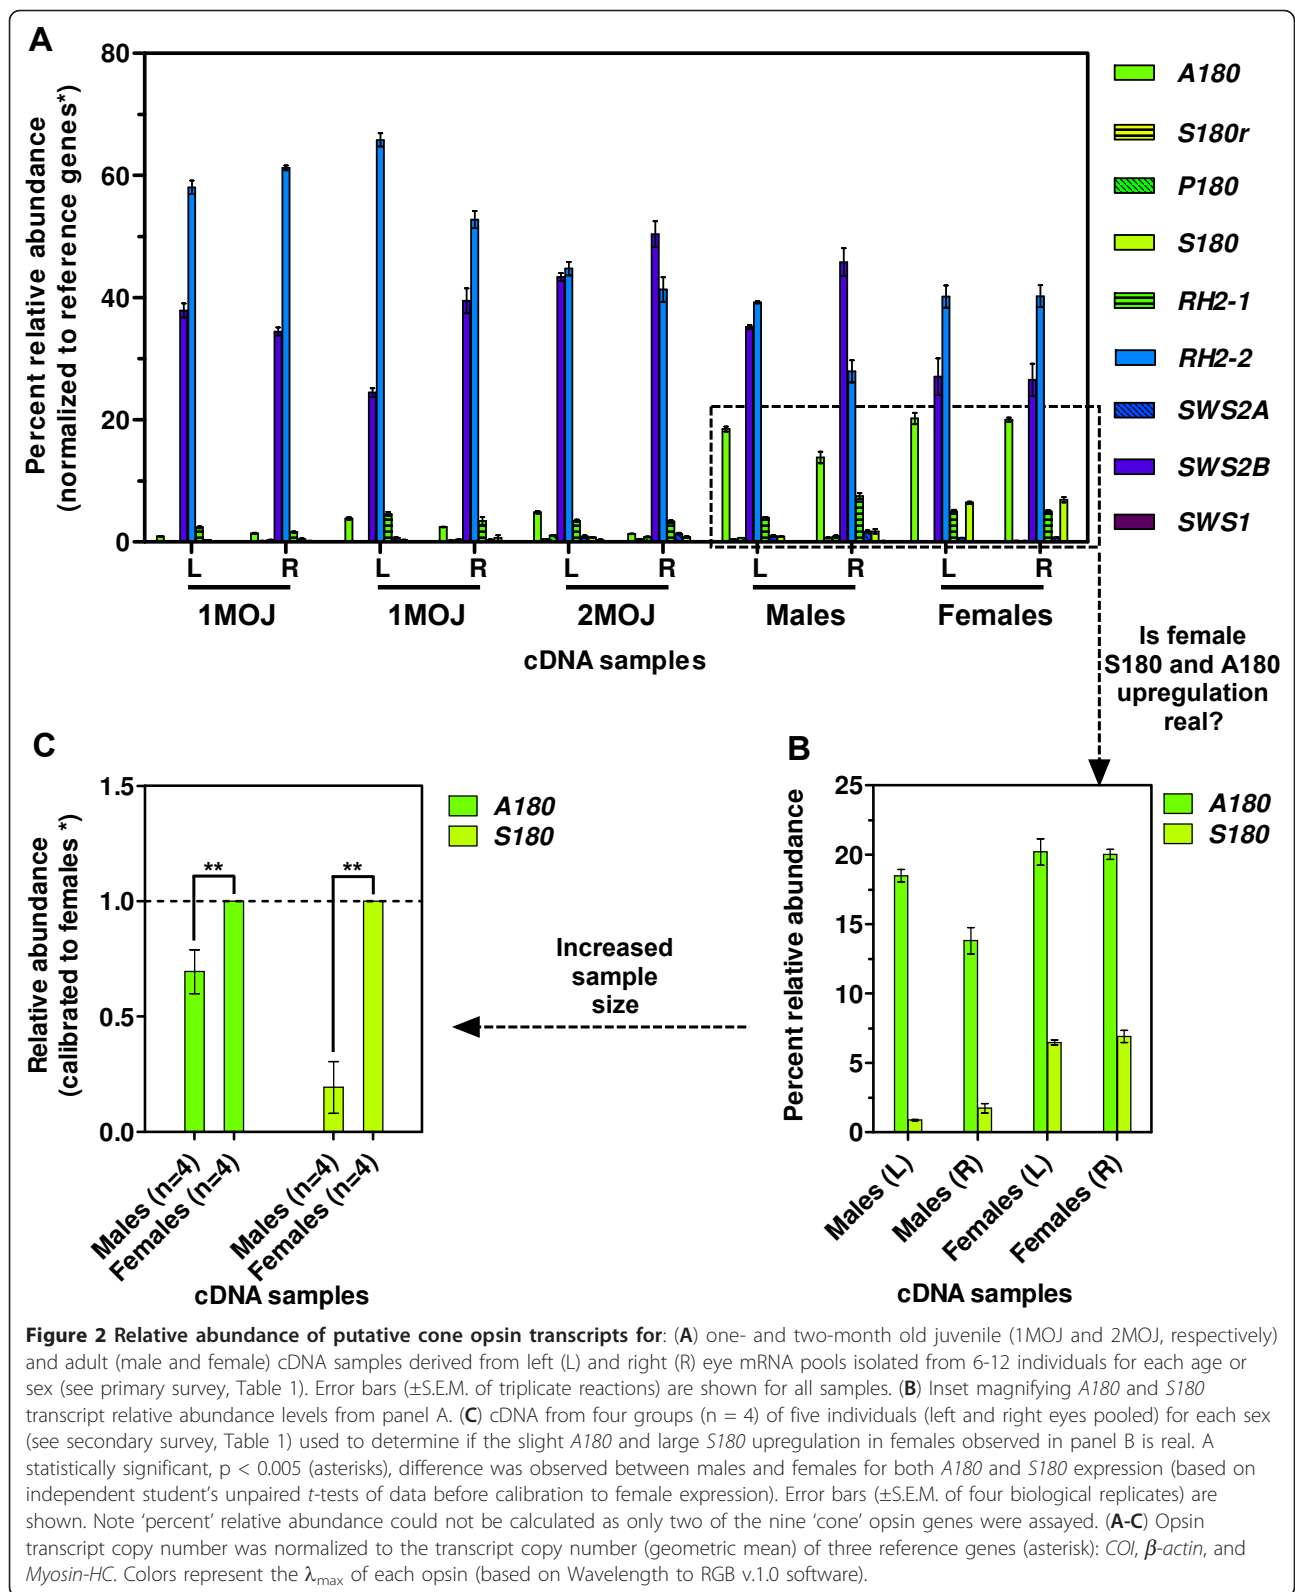 A
Percent relative abundance
(normalized to reference genes*)
80
60
40
20
0
L R L R L R L R L R
1MOJ 1MOJ 2MOJ Males Females
cDNA samples
A180
S180r
P180
S180
RH2-1
RH2-2
SWS2A
SWS2B
SWS1
Is female
S180 and A180
upregulation
real?
C
Relative abundance
(calibrated to females *)
1.5
1.0
0.5
0.0
** **
A180
S180
Males (n=4)
Females (n=4)
Males (n=4)
Females (n=4)
cDNA samples
Increased
sample
size
B
Percent relative abundance
25
20
15
10
5
0
A180
S180
Males (L)
Males (R)
Females (L)
Females (R)
cDNA samples
Figure 2 Relative abundance of putative cone opsin transcripts for: (A) one- and two-month old juvenile (1MOJ and 2MOJ, respectively)
and adult (male and female) cDNA samples derived from left (L) and right (R) eye mRNA pools isolated from 6-12 individuals for each age or
sex (see primary survey, Table 1). Error bars (±S.E.M. of triplicate reactions) are shown for all samples. (B) Inset magnifying A180 and S180
transcript relative abundance levels from panel A. (C) cDNA from four groups (n = 4) of five individuals (left and right eyes pooled) for each sex
(see secondary survey, Table 1) used to determine if the slight A180 and large S180 upregulation in females observed in panel B is real. A
statistically significant, p < 0.005 (asterisks), difference was observed between males and females for both A180 and S180 expression (based on
independent student's unpaired t-tests of data before calibration to female expression). Error bars (±S.E.M. of four biological replicates) are
shown. Note 'percent' relative abundance could not be calculated as only two of the nine 'cone' opsin genes were assayed. (A-C) Opsin
transcript copy number was normalized to the transcript copy number (geometric mean) of three reference genes (asterisk): COI, β-actin, and
Myosin-HC. Colors represent the λmax of each opsin (based on Wavelength to RGB v.1.0 software).